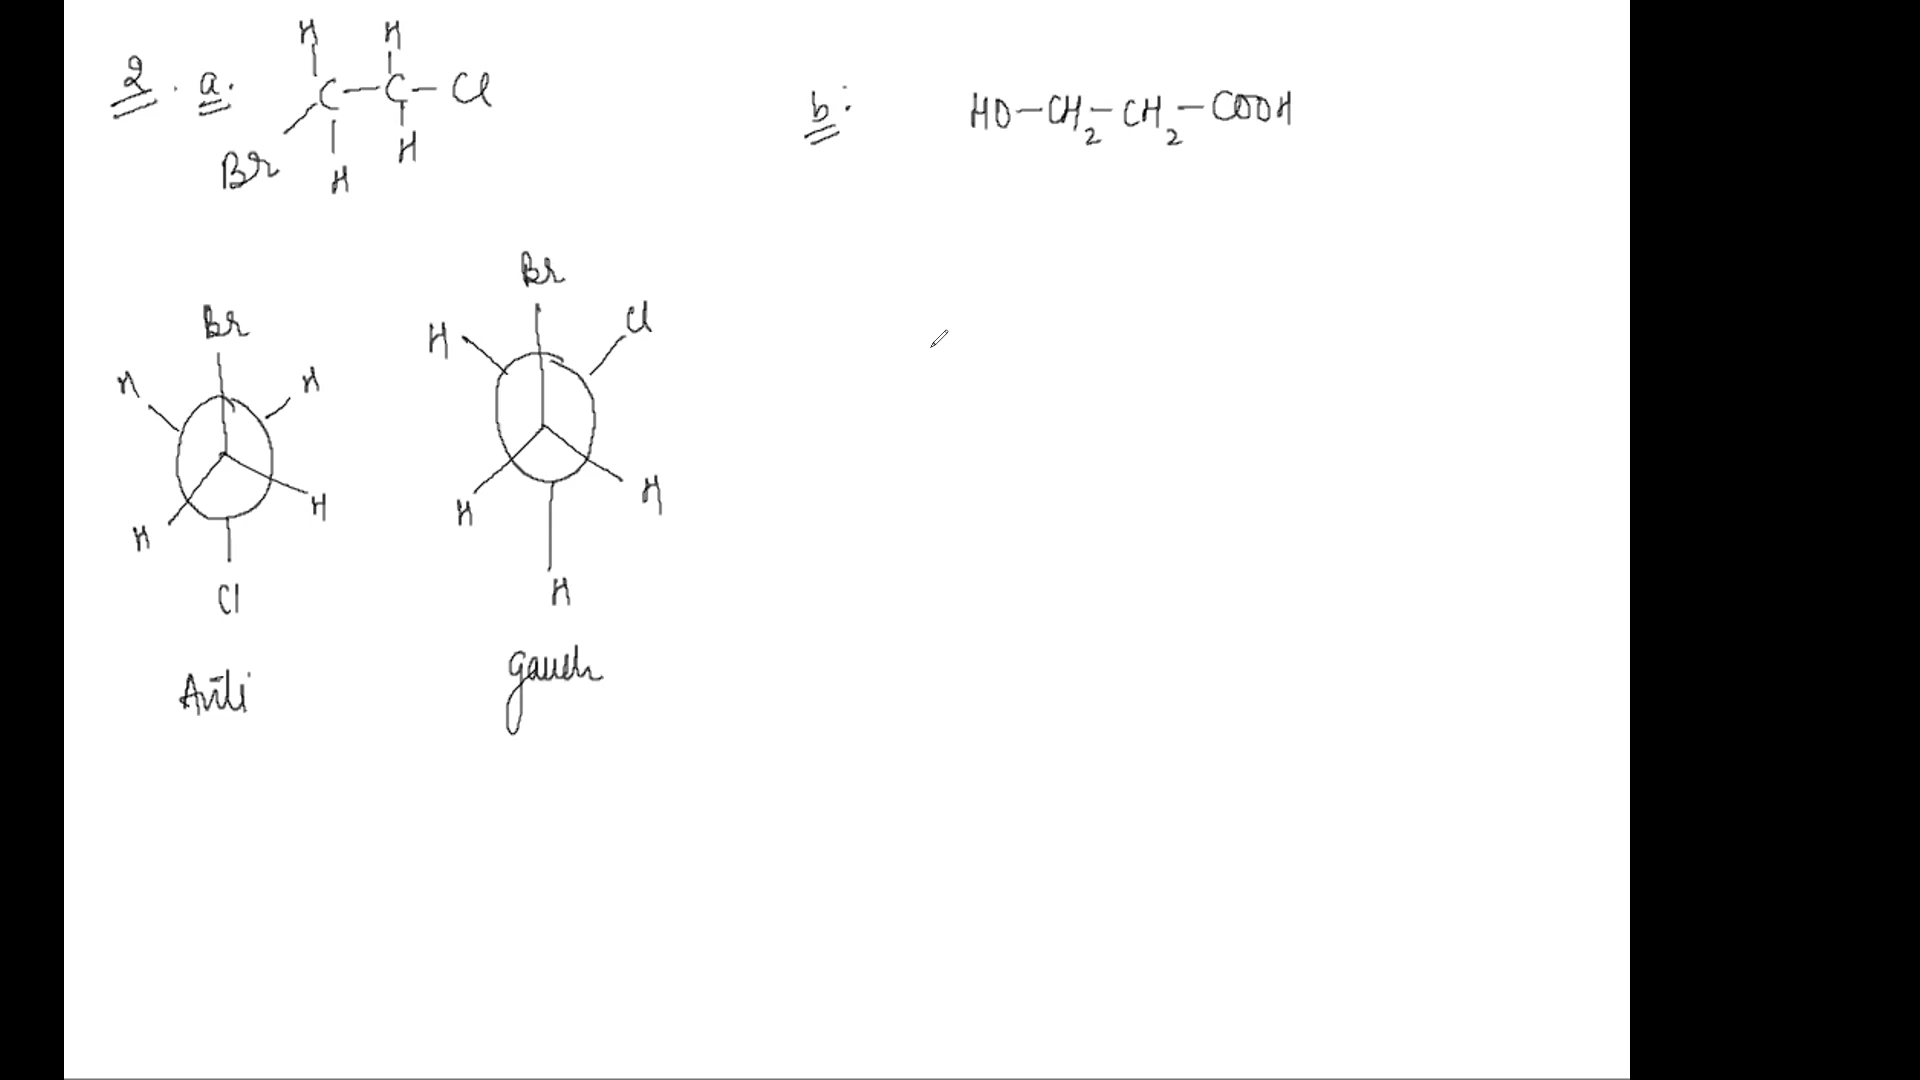 2. a.
H H
C—C—Cl
Br H H
b: HO—CH2—CH2—COOH
Br
H H
H H
Cl
Anti
Br
H Cl
H H
H
gauch